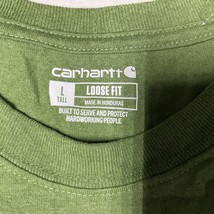 carhartt
L
TALL
LOOSE FIT
MADE IN HONDURAS
BUILT TO SERVE AND PROTECT
HARDWORKING PEOPLE